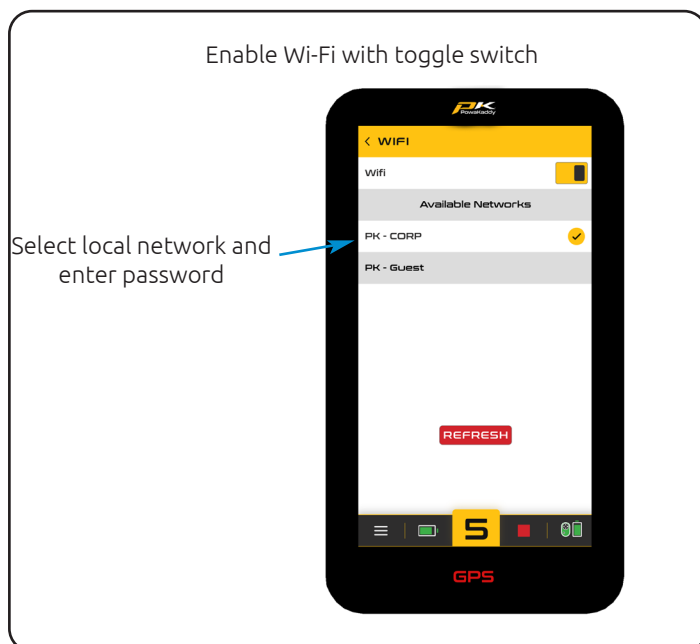 Enable Wi-Fi with toggle switch
PK
PowaKaddy
< WIFI
Wifi
Available Networks
Select local network and
enter password
PK - CORP
PK - Guest
REFRESH
5
GPS